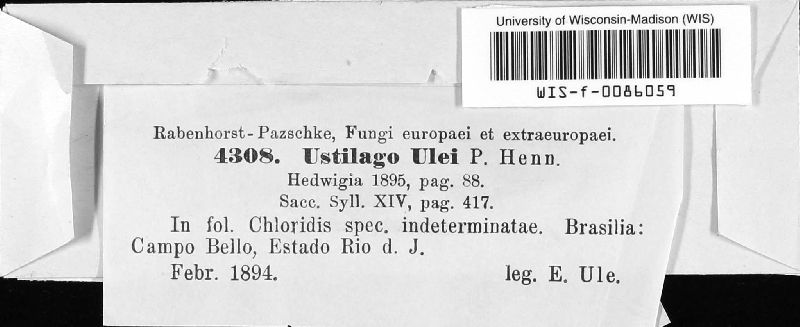 University of Wisconsin-Madison (WIS)
WIS-f-0086059
Rabenhorst-Pazschke, Fungi europaei et extraeuropaei.
4308. Ustilago Ulei P. Henn.
Hedwigia 1895, pag. 88.
Sacc. Syll. XIV, pag. 417.
In fol. Chloridis spec. indeterminatae. Brasilia:
Campo Bello, Estado Rio d. J.
Febr. 1894. leg. E. Ule.